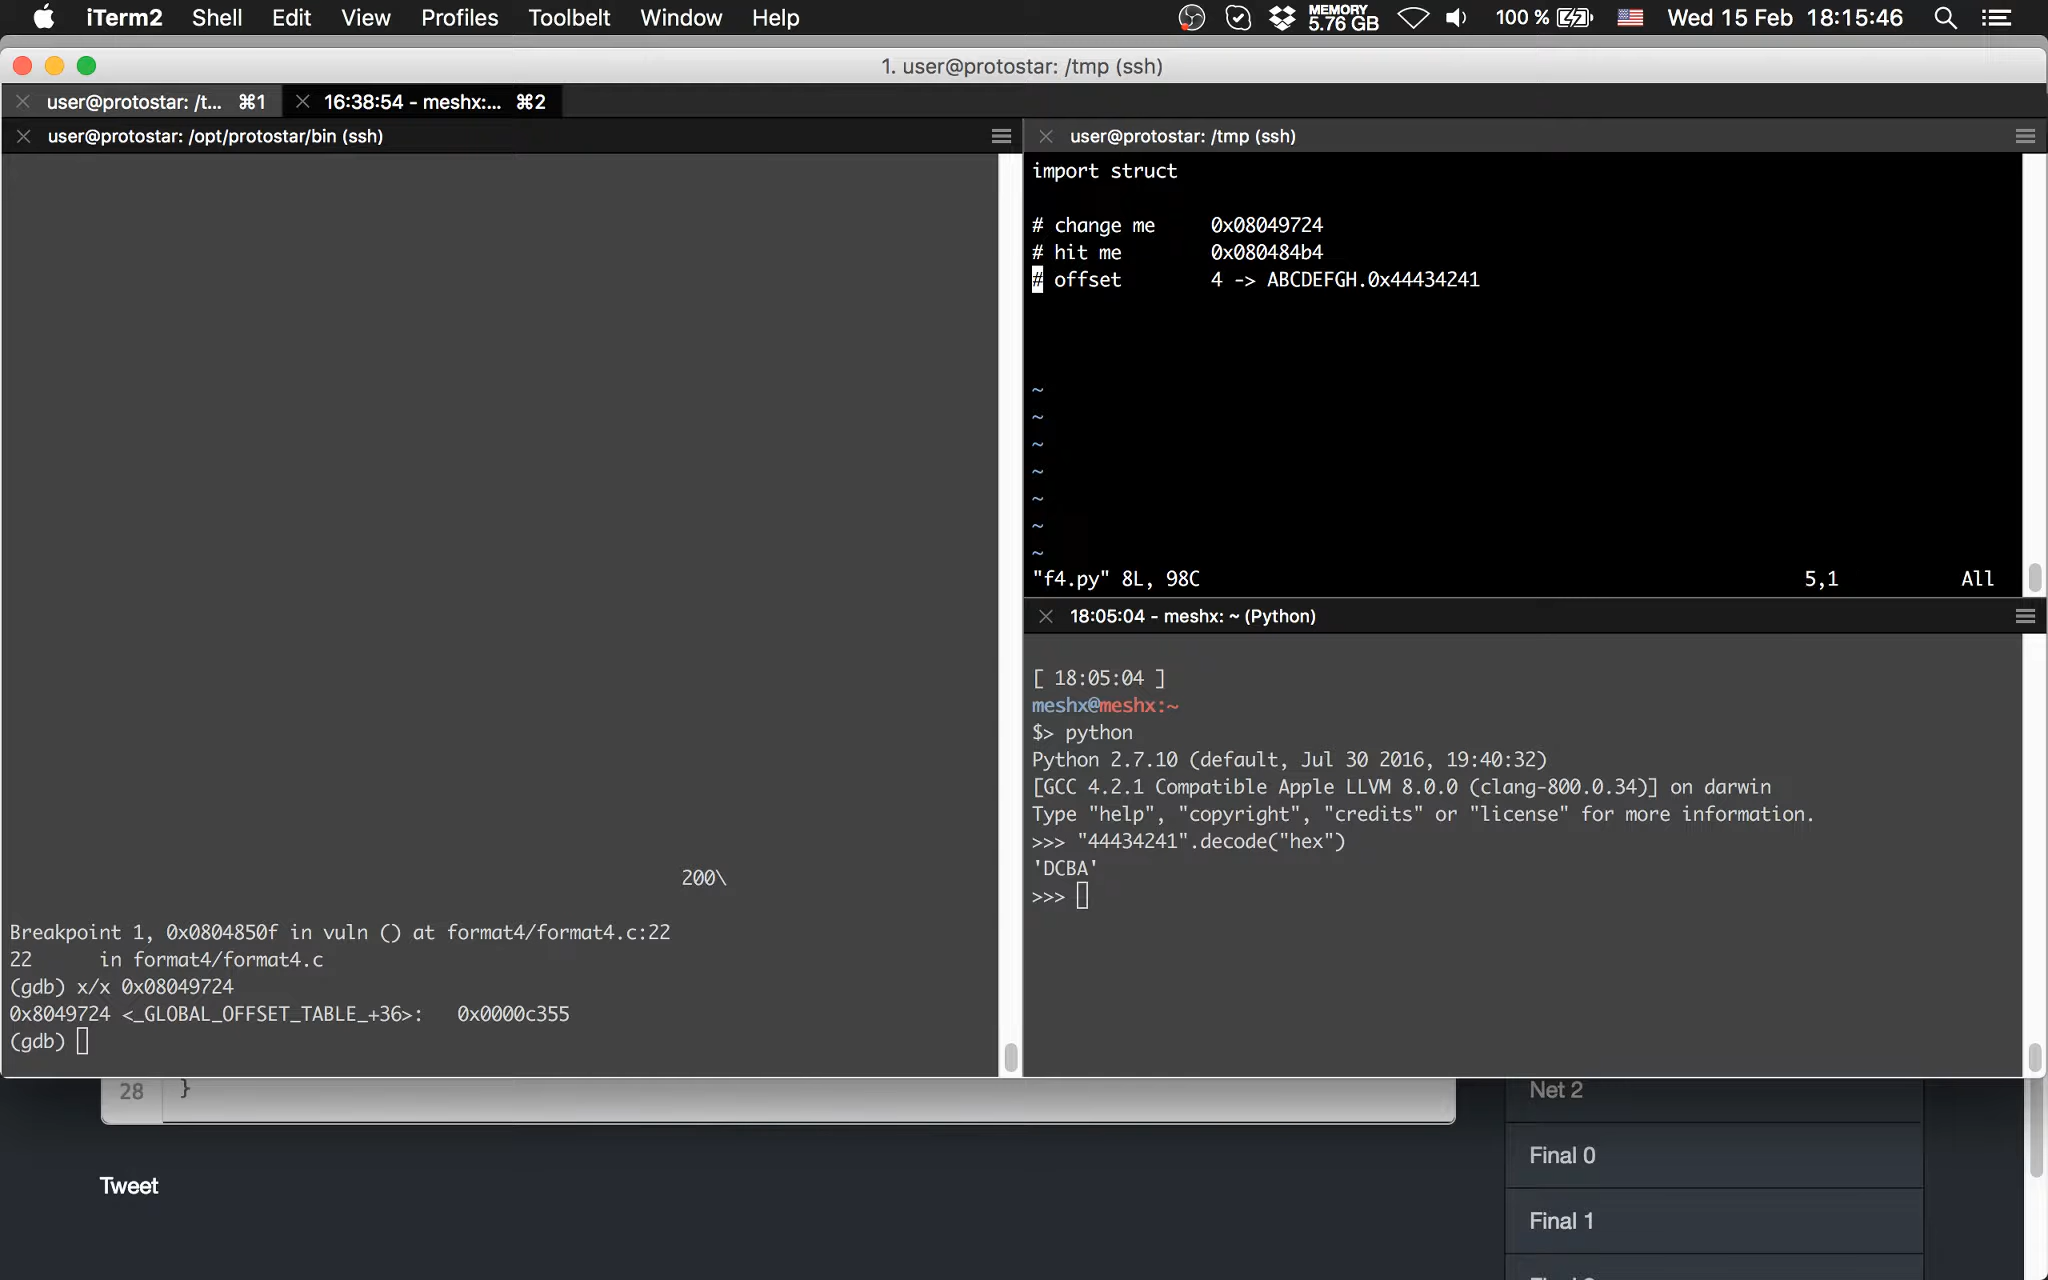 iTerm2 Shell Edit View Profiles Toolbelt Window Help MEMORY 5.76 GB 100 % Wed 15 Feb 18:15:46
1. user@protostar: /tmp (ssh)
user@protostar: /t... ⌘1 16:38:54 - meshx:... ⌘2
user@protostar: /opt/protostar/bin (ssh)
200\
Breakpoint 1, 0x0804850f in vuln () at format4/format4.c:22
22 in format4/format4.c
(gdb) x/x 0x08049724
0x8049724 <_GLOBAL_OFFSET_TABLE_+36>: 0x0000c355
(gdb)
user@protostar: /tmp (ssh)
import struct
# change me 0x08049724
# hit me 0x080484b4
# offset 4 -> ABCDEFGH.0x44434241
~
~
~
~
~
~
~
"f4.py" 8L, 98C 5,1 All
18:05:04 - meshx: ~ (Python)
[ 18:05:04 ]
meshx@meshx:~
$> python
Python 2.7.10 (default, Jul 30 2016, 19:40:32)
[GCC 4.2.1 Compatible Apple LLVM 8.0.0 (clang-800.0.34)] on darwin
Type "help", "copyright", "credits" or "license" for more information.
>>> "44434241".decode("hex")
'DCBA'
>>>
28 }
Tweet
Net 2
Final 0
Final 1